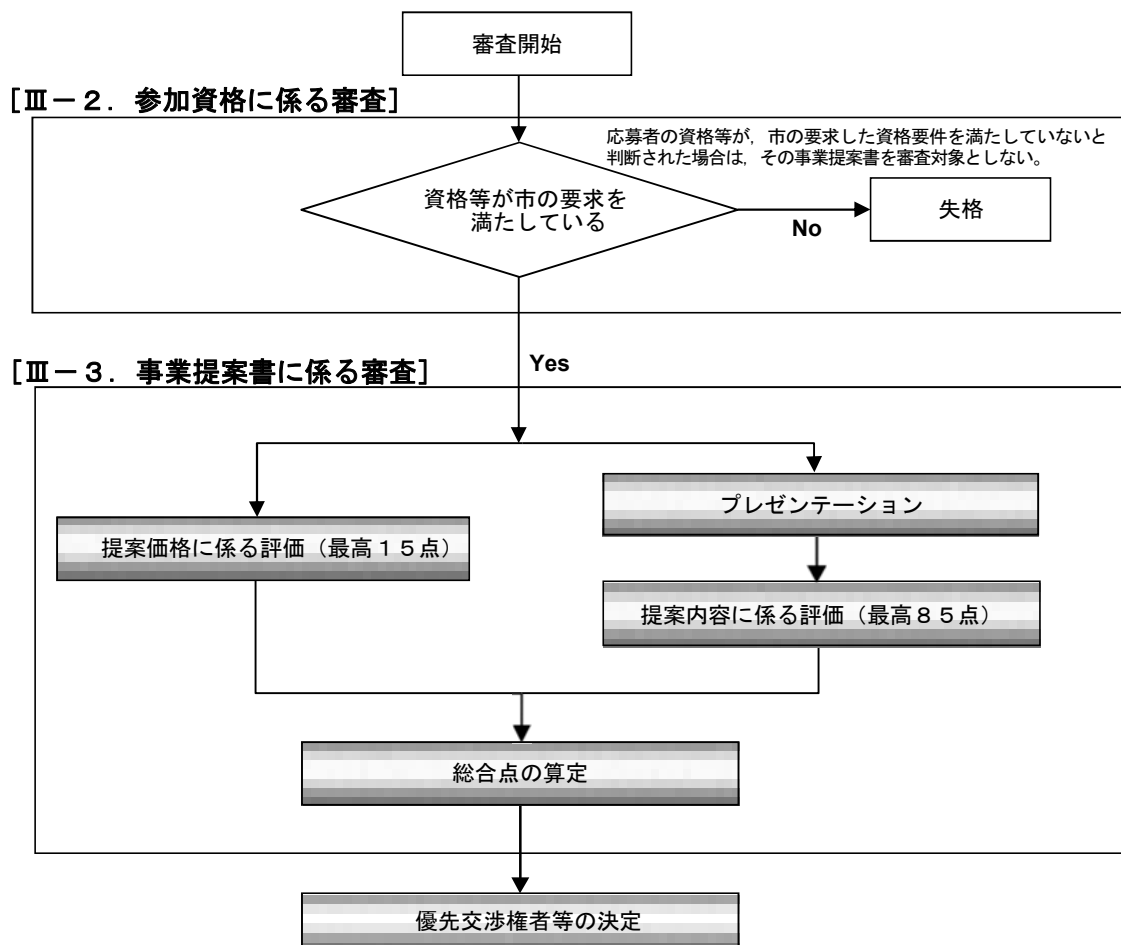 審査開始
[Ⅲ－２．参加資格に係る審査]
応募者の資格等が，市の要求した資格要件を満たしていないと
判断された場合は，その事業提案書を審査対象としない。
資格等が市の要求を
満たしている
No
失格
Yes
[Ⅲ－３．事業提案書に係る審査]
プレゼンテーション
提案価格に係る評価（最高１５点）
提案内容に係る評価（最高８５点）
総合点の算定
優先交渉権者等の決定